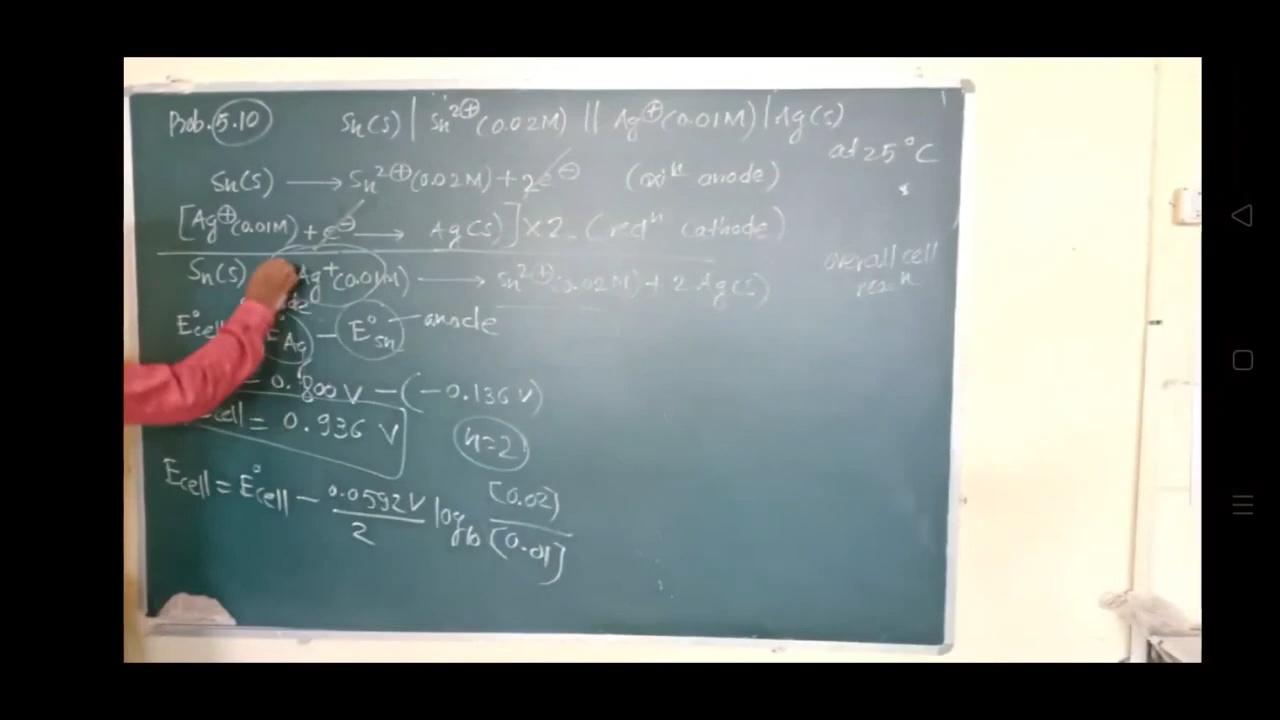 Prob. 5.10 Sn(s) | Sn²⊕(0.02M) || Ag⊕(0.01M) | Ag(s)
at 25°C
Sn(s) ⟶ Sn²⊕(0.02M) + 2e⊖ (oxiⁿ anode)
[Ag⊕(0.01M) + e⊖ ⟶ Ag(s)] × 2 (redⁿ cathode)
Sn(s) Ag⁺(0.01M) ⟶ Sn²⊕(0.02M) + 2 Ag(s)
overall cell
reacⁿ
E°cell E°Ag − E°Sn anode
0.800 V − (−0.136 V)
cell = 0.936 V
n=2
Ecell = E°cell − 0.0592V/2 log₁₀ [0.02]/[0.01]